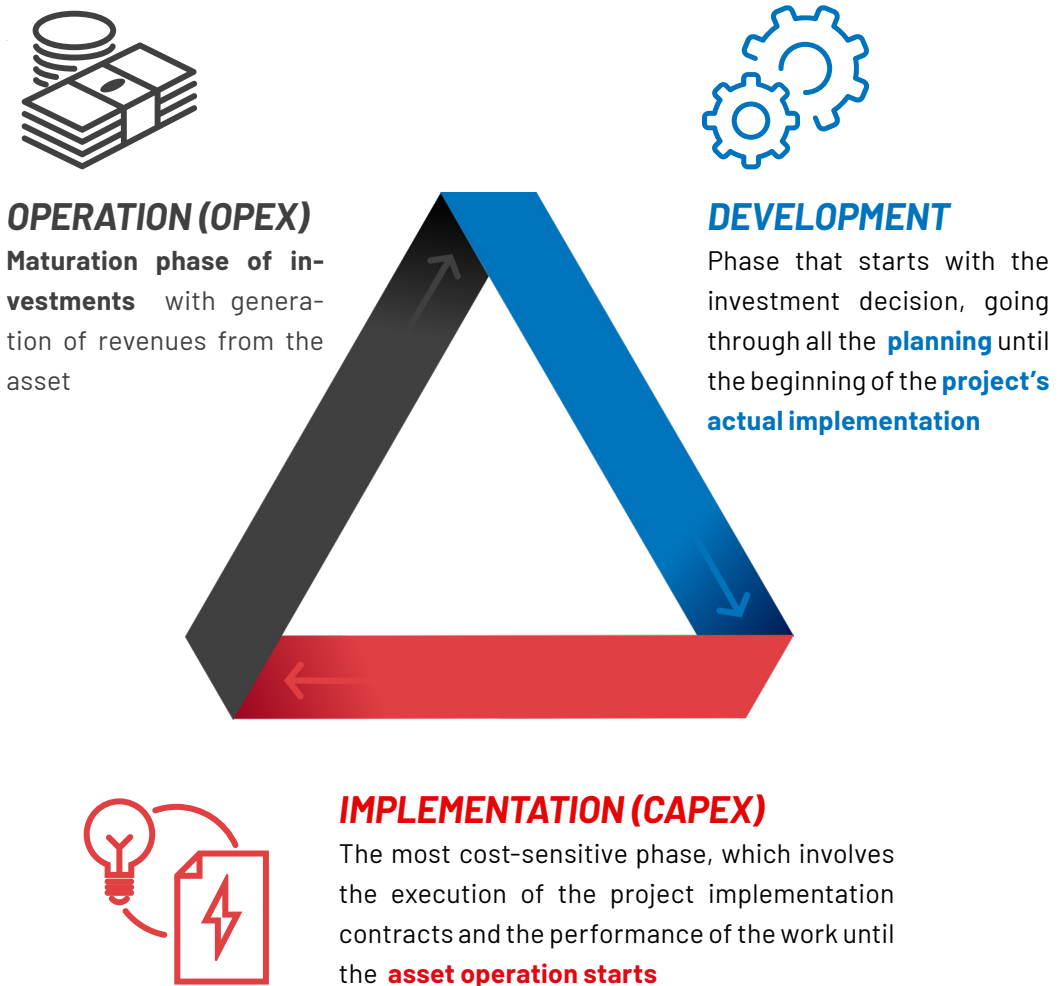 OPERATION (OPEX)
Maturation phase of in-
vestments with genera-
tion of revenues from the
asset
DEVELOPMENT
Phase that starts with the
investment decision, going
through all the planning until
the beginning of the project’s
actual implementation
IMPLEMENTATION (CAPEX)
The most cost-sensitive phase, which involves
the execution of the project implementation
contracts and the performance of the work until
the asset operation starts